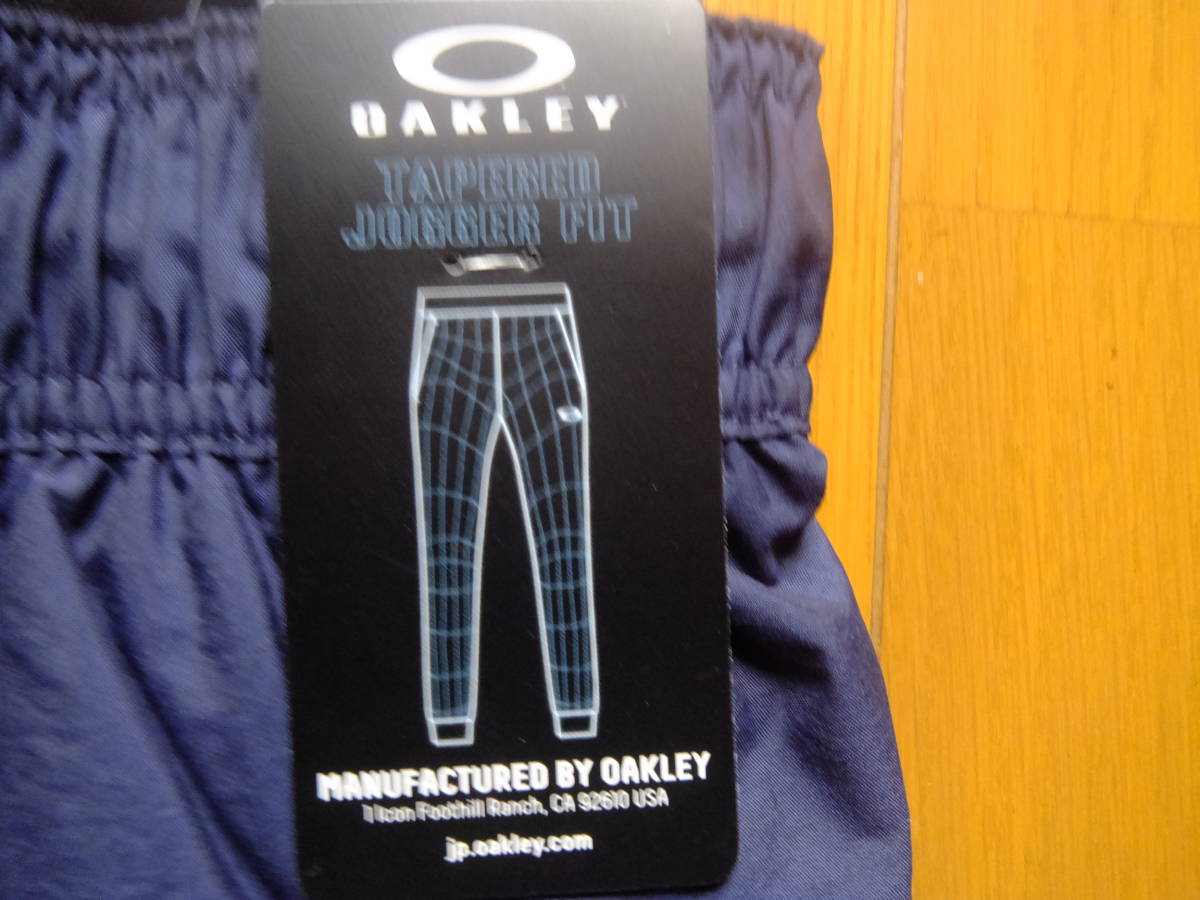 OAKLEY
TAPERED
JOGGER FIT
MANUFACTURED BY OAKLEY
1 Icon Foothill Ranch, CA 92610 USA
jp.oakley.com